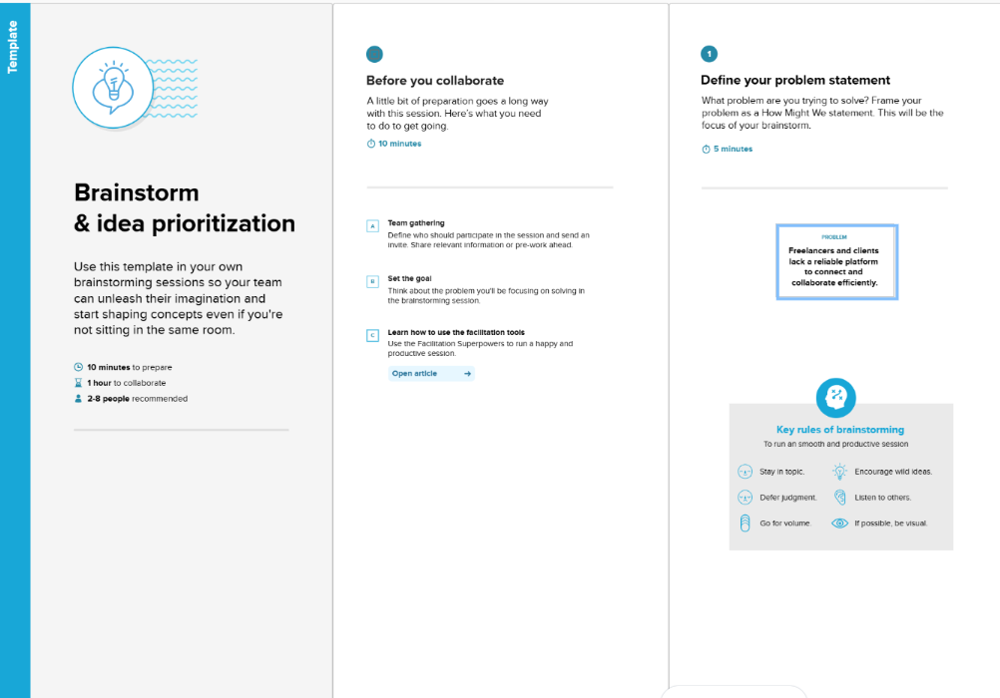 Template
Brainstorm
& idea prioritization
Use this template in your own
brainstorming sessions so your team
can unleash their imagination and
start shaping concepts even if you're
not sitting in the same room.
10 minutes to prepare
1 hour to collaborate
2-8 people recommended
Before you collaborate
A little bit of preparation goes a long way
with this session. Here's what you need
to do to get going.
10 minutes
A
Team gathering
Define who should participate in the session and send an
invite. Share relevant information or pre-work ahead.
B
Set the goal
Think about the problem you'll be focusing on solving in
the brainstorming session.
C
Learn how to use the facilitation tools
Use the Facilitation Superpowers to run a happy and
productive session.
Open article
1
Define your problem statement
What problem are you trying to solve? Frame your
problem as a How Might We statement. This will be the
focus of your brainstorm.
5 minutes
PROBLEM
Freelancers and clients
lack a reliable platform
to connect and
collaborate efficiently.
Key rules of brainstorming
To run an smooth and productive session
Stay in topic.
Encourage wild ideas.
Defer judgment.
Listen to others.
Go for volume.
If possible, be visual.